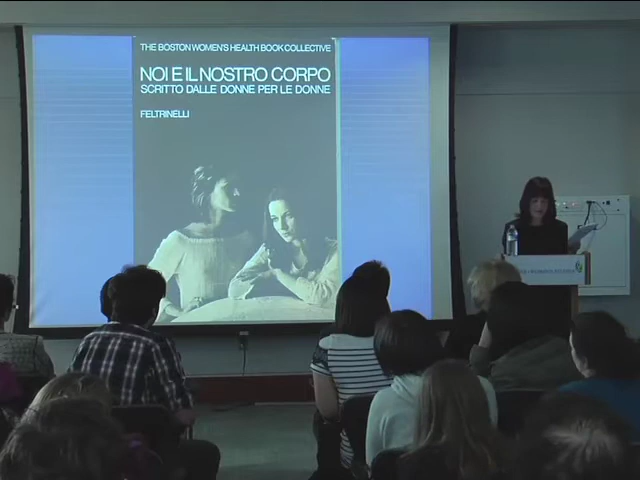 THE BOSTON WOMEN'S HEALTH BOOK COLLECTIVE
NOI E IL NOSTRO CORPO
SCRITTO DALLE DONNE PER LE DONNE
FELTRINELLI